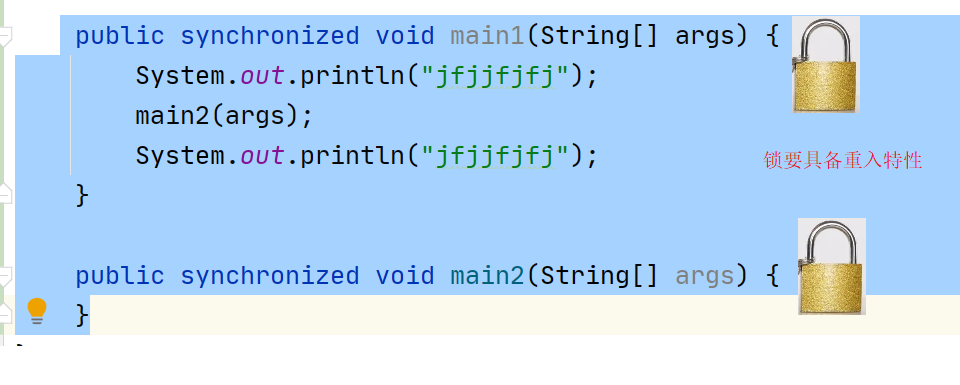 public synchronized void main1(String[] args) {
System.out.println("jfjjfjfj");
main2(args);
System.out.println("jfjjfjfj");
锁要具备重入特性
}
public synchronized void main2(String[] args) {
}